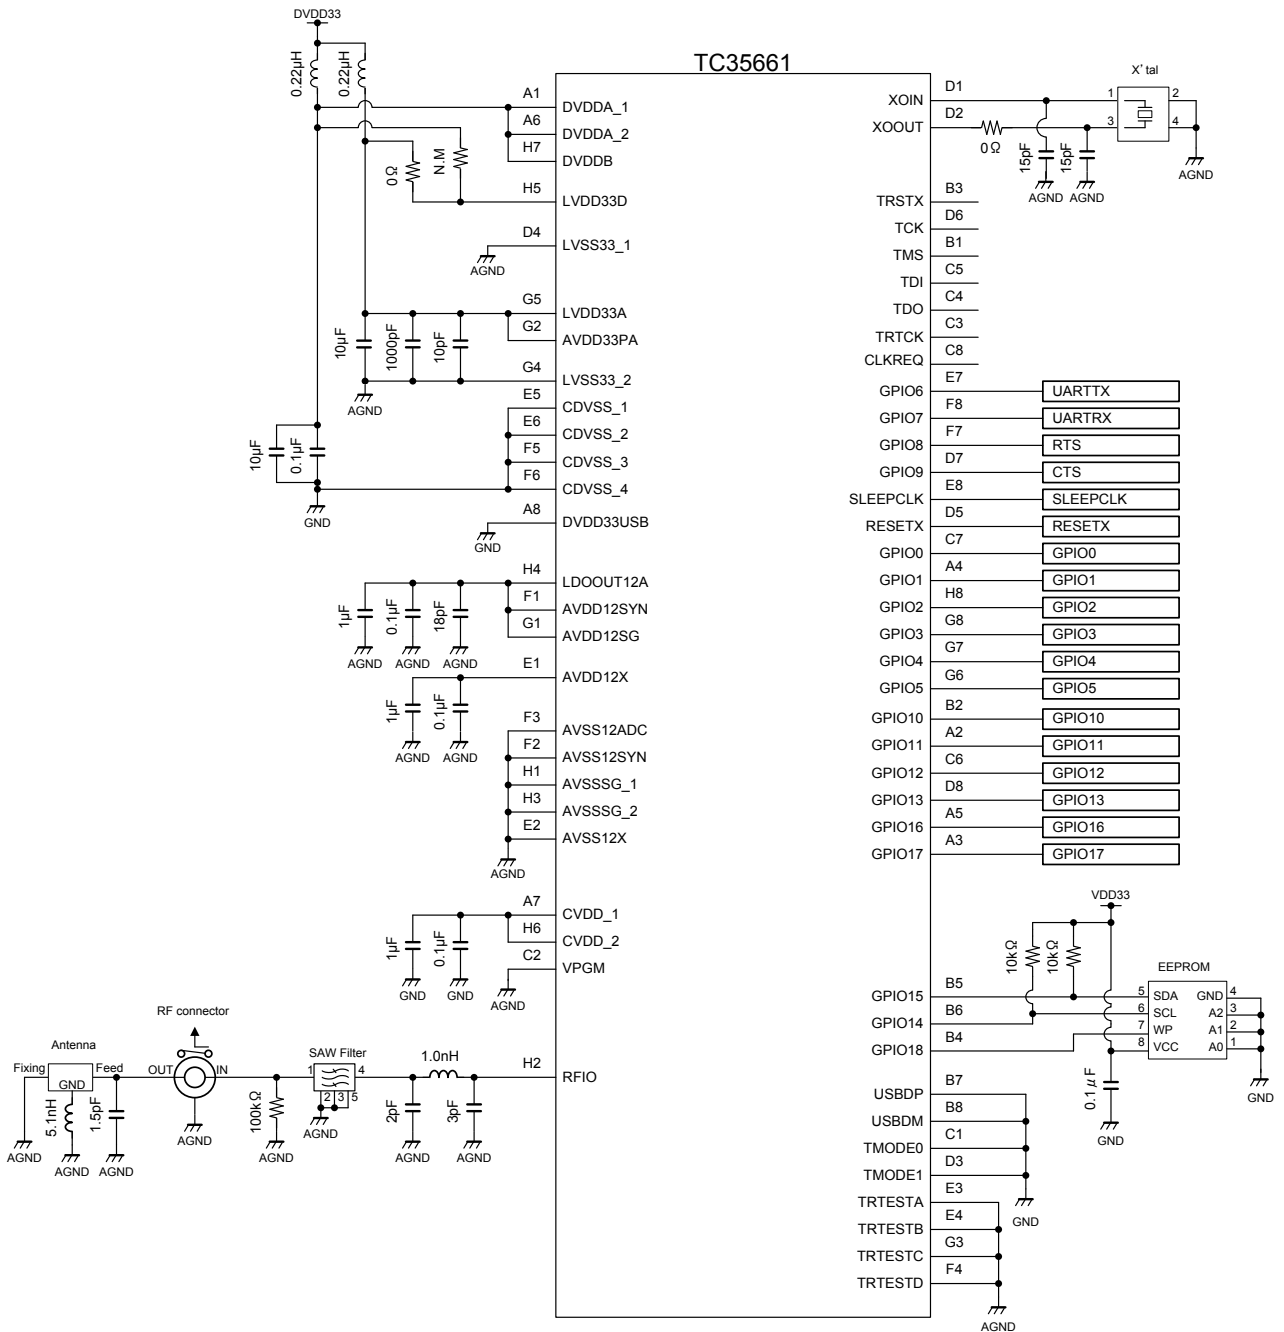 DVDD33
TC35661
0.22µH
0.22µH
X'tal
A1
DVDDA_1
A6
DVDDA_2
H7
DVDDB
0Ω
N.M
H5
LVDD33D
D4
LVSS33_1
AGND
G5
LVDD33A
G2
AVDD33PA
10µF
1000pF
10pF
G4
LVSS33_2
AGND
E5
CDVSS_1
E6
CDVSS_2
F5
CDVSS_3
F6
CDVSS_4
10µF
0.1µF
GND
A8
DVDD33USB
GND
H4
LDOOUT12A
F1
AVDD12SYN
G1
AVDD12SG
1µF
0.1µF
18pF
AGND AGND AGND
E1
AVDD12X
1µF
0.1µF
AGND AGND
F3
AVSS12ADC
F2
AVSS12SYN
H1
AVSSSG_1
H3
AVSSSG_2
E2
AVSS12X
AGND
A7
CVDD_1
H6
CVDD_2
1µF
0.1µF
GND GND
C2
VPGM
AGND
RF connector
Antenna
Fixing
Feed
GND
OUT
IN
SAW Filter
1
4
2 3 5
1.0nH
H2
RFIO
5.1nH
1.5pF
100kΩ
2pF
3pF
AGND
AGND
AGND
AGND
AGND
AGND
AGND
AGND
XOIN
D1
XOOUT
D2
0Ω
15pF
15pF
1
2
3
4
AGND AGND
AGND
TRSTX
B3
TCK
D6
TMS
B1
TDI
C5
TDO
C4
TRTCK
C3
CLKREQ
C8
GPIO6
E7
UARTTX
GPIO7
F8
UARTRX
GPIO8
F7
RTS
GPIO9
D7
CTS
SLEEPCLK
E8
SLEEPCLK
RESETX
D5
RESETX
GPIO0
C7
GPIO0
GPIO1
A4
GPIO1
GPIO2
H8
GPIO2
GPIO3
G8
GPIO3
GPIO4
G7
GPIO4
GPIO5
G6
GPIO5
GPIO10
B2
GPIO10
GPIO11
A2
GPIO11
GPIO12
C6
GPIO12
GPIO13
D8
GPIO13
GPIO16
A5
GPIO16
GPIO17
A3
GPIO17
VDD33
10kΩ
10kΩ
EEPROM
GPIO15
B5
GPIO14
B6
GPIO18
B4
5 SDA GND 4
6 SCL A2 3
7 WP A1 2
8 VCC A0 1
0.1μF
GND
GND
USBDP
B7
USBDM
B8
TMODE0
C1
TMODE1
D3
GND
TRTESTA
E3
TRTESTB
E4
TRTESTC
G3
TRTESTD
F4
AGND